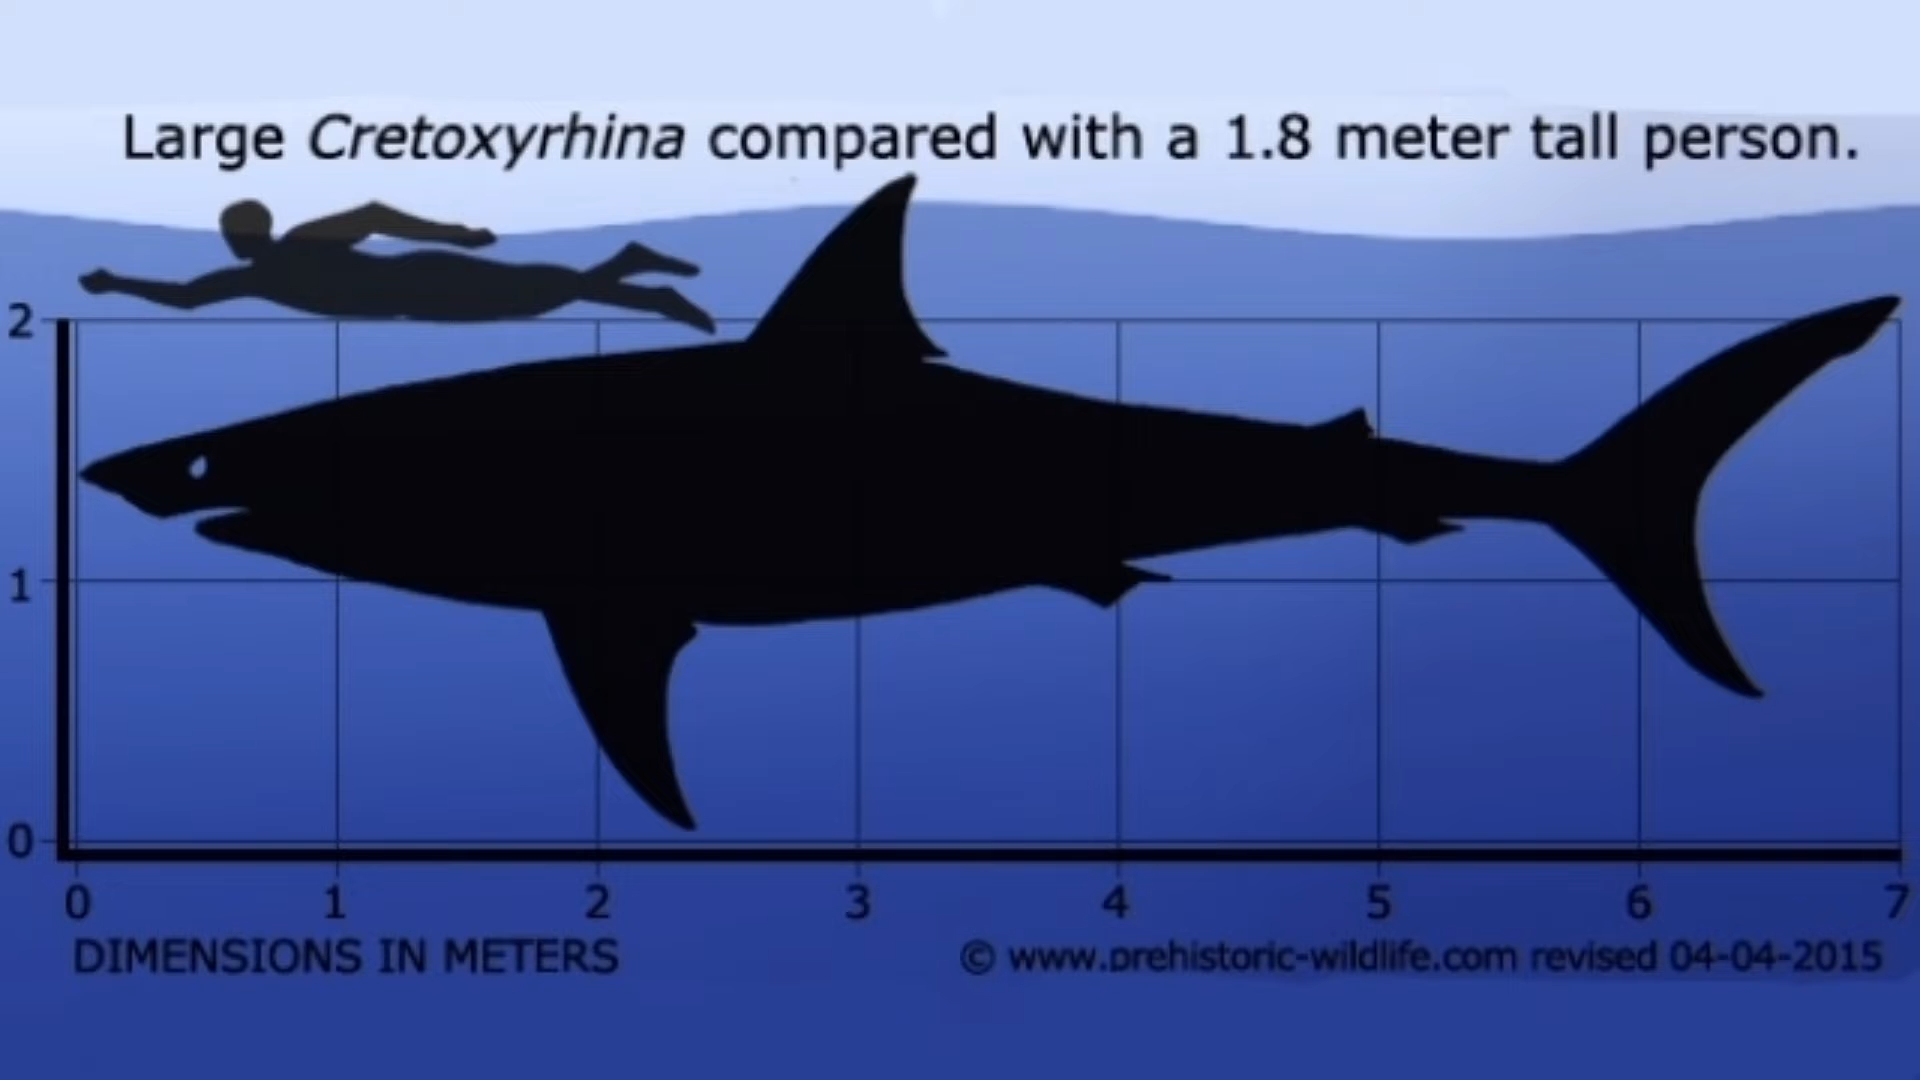 Large Cretoxyrhina compared with a 1.8 meter tall person.
2
1
0
0 1 2 3 4 5 6 7
DIMENSIONS IN METERS
© www.prehistoric-wildlife.com revised 04-04-2015